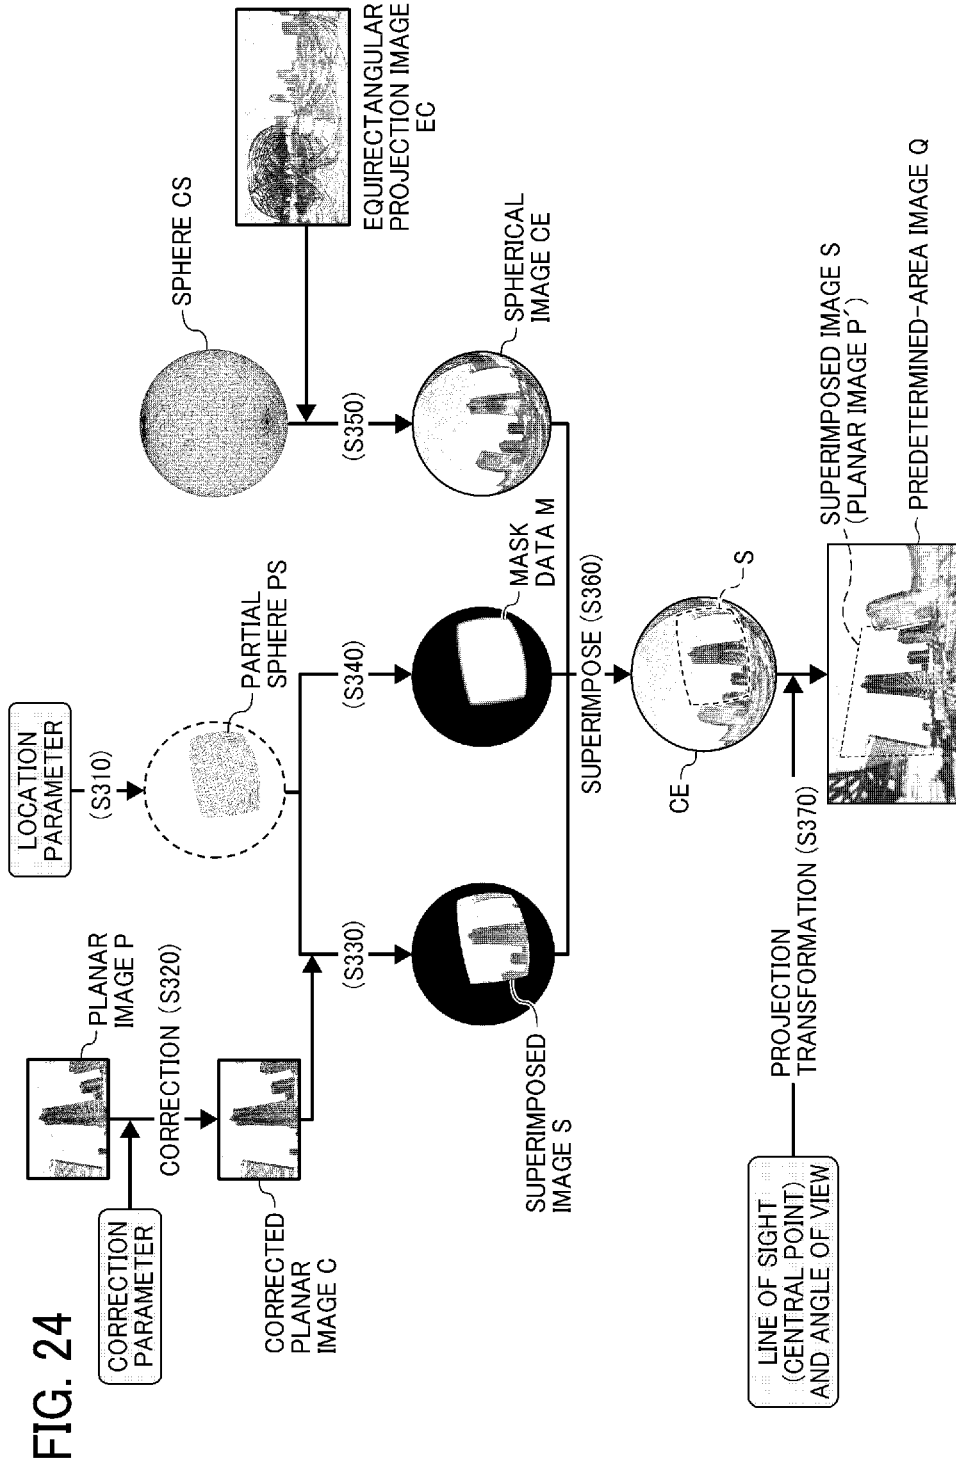 FIG. 24
CORRECTION
PARAMETER
PLANAR
IMAGE P
CORRECTION (S320)
CORRECTED
PLANAR
IMAGE C
LOCATION
PARAMETER
(S310)
PARTIAL
SPHERE PS
(S330)
(S340)
SPHERE CS
EQUIRECTANGULAR
PROJECTION IMAGE
EC
(S350)
SUPERIMPOSED
IMAGE S
MASK
DATA M
SPHERICAL
IMAGE CE
SUPERIMPOSE (S360)
CE
S
LINE OF SIGHT
(CENTRAL POINT)
AND ANGLE OF VIEW
PROJECTION
TRANSFORMATION (S370)
SUPERIMPOSED IMAGE S
(PLANAR IMAGE P´)
PREDETERMINED-AREA IMAGE Q